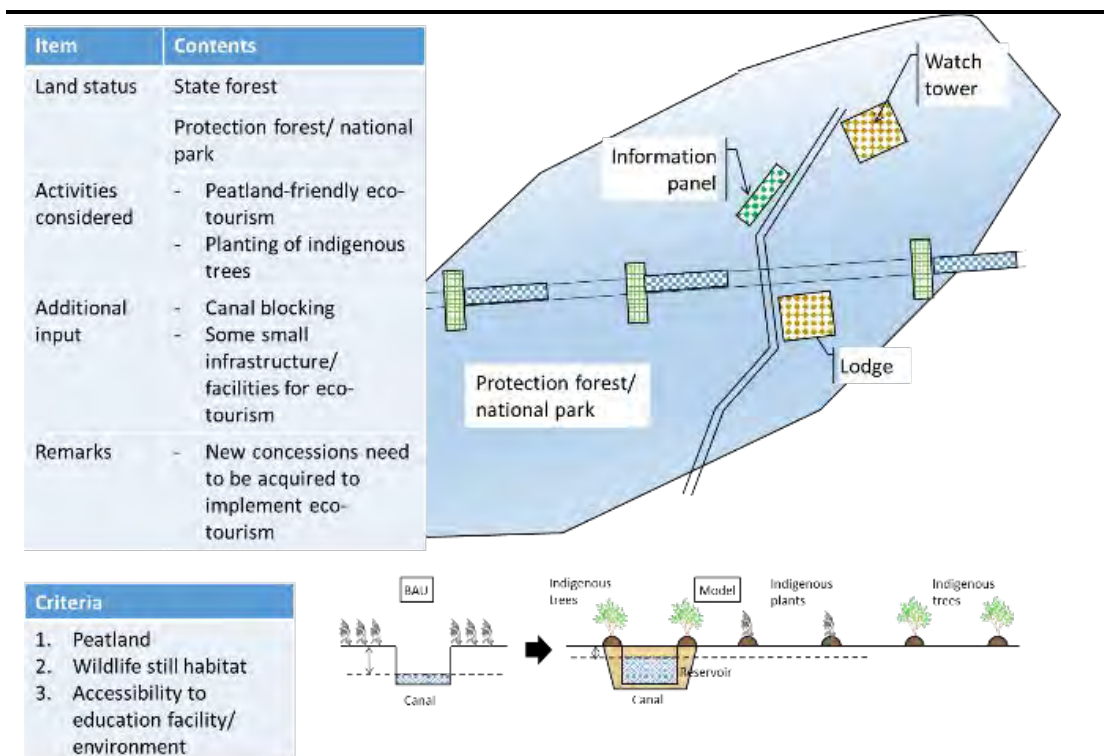 Item Contents
Land status State forest
Protection forest/ national
park
Activities - Peatland-friendly eco-
considered tourism
- Planting of indigenous
trees
Additional - Canal blocking
input - Some small
infrastructure/
facilities for eco-
tourism
Remarks - New concessions need
to be acquired to
implement eco-
tourism
Watch
tower
Information
panel
Lodge
Protection forest/
national park
Criteria
1. Peatland
2. Wildlife still habitat
3. Accessibility to
education facility/
environment
BAU
Canal
Indigenous
trees
Model
Indigenous
plants
Indigenous
trees
Reservoir
Canal